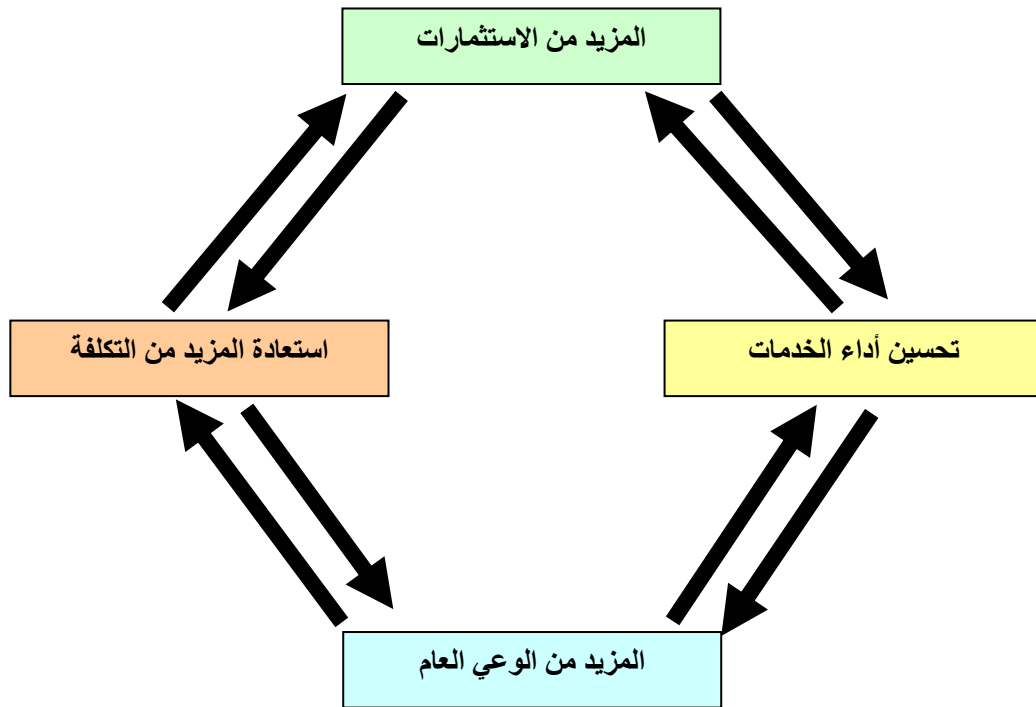 المزيد من الاستثمارات
تحسين أداء الخدمات
استعادة المزيد من التكلفة
المزيد من الوعي العام